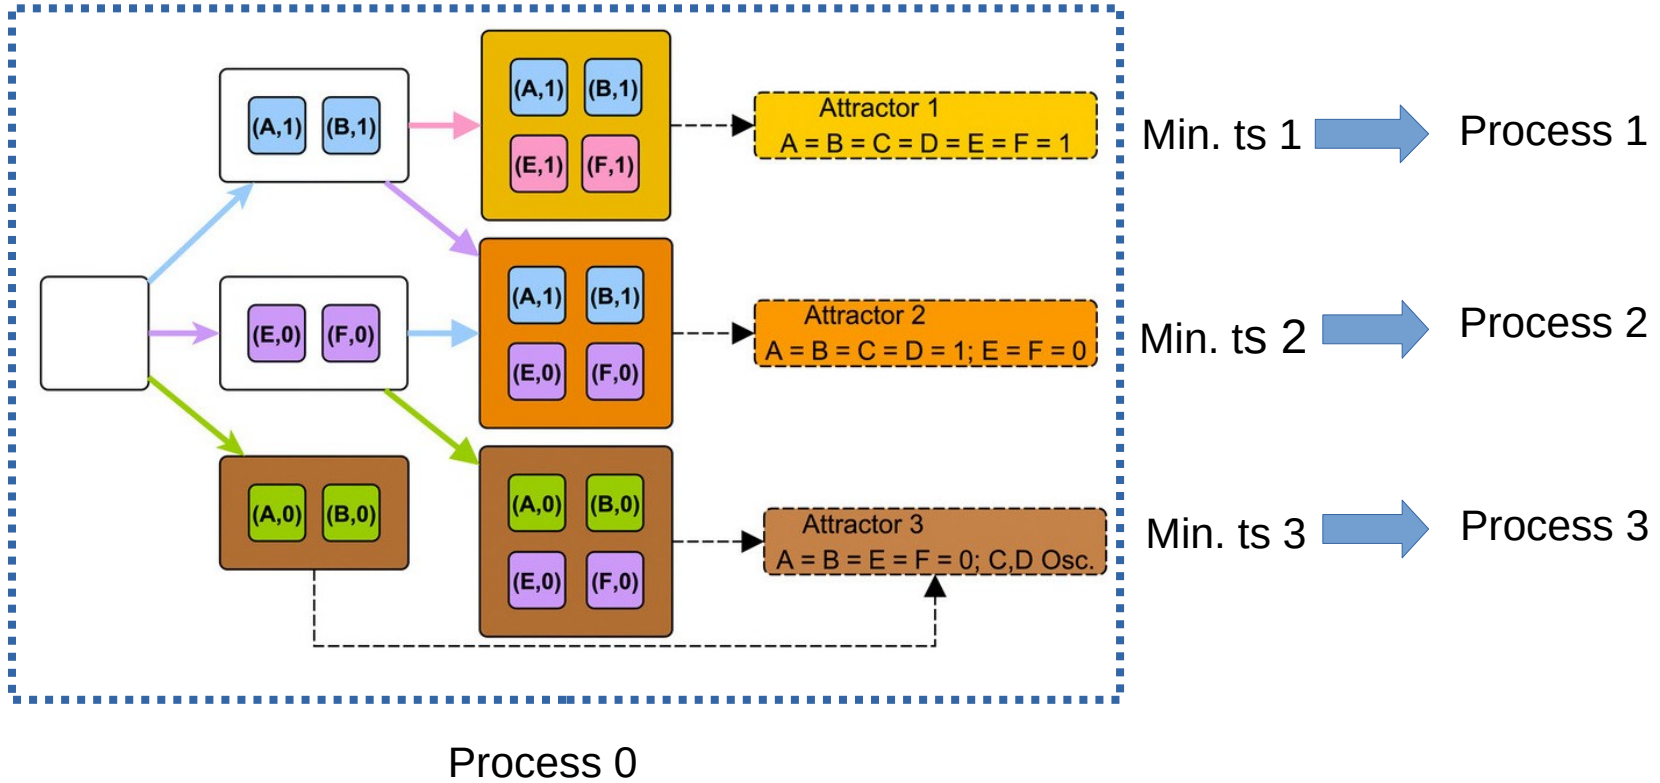 (A,1) (B,1)
(A,1) (B,1)
(E,1) (F,1)
Attractor 1
A = B = C = D = E = F = 1
Min. ts 1
Process 1
(E,0) (F,0)
(A,1) (B,1)
(E,0) (F,0)
Attractor 2
A = B = C = D = 1; E = F = 0
Min. ts 2
Process 2
(A,0) (B,0)
(A,0) (B,0)
(E,0) (F,0)
Attractor 3
A = B = E = F = 0; C,D Osc.
Min. ts 3
Process 3
Process 0